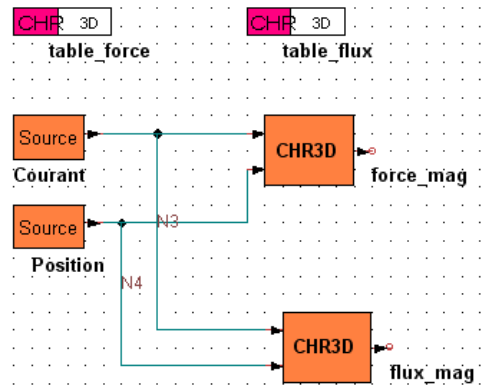 CHR 3D CHR 3D
table_force table_flux
Source CHR3D
Courant force_mag
Source N3
Position
N4
CHR3D
flux_mag